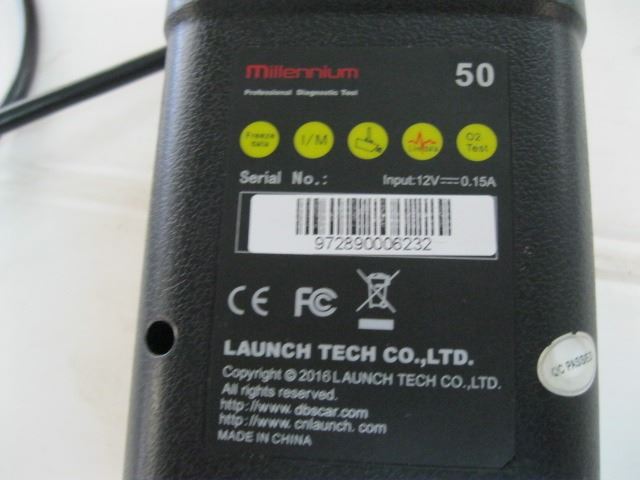 Millennium 50
Professional Diagnostic Tool
Freeze data
I/M
Live data
O2 Test
Serial No.:
Input:12V 0.15A
972890006232
CE FC
LAUNCH TECH CO.,LTD.
Copyright © 2016 LAUNCH TECH CO.,LTD.
All rights reserved.
http://www. dbscar.com
http://www. cnlaunch. com
MADE IN CHINA
QC PASSED